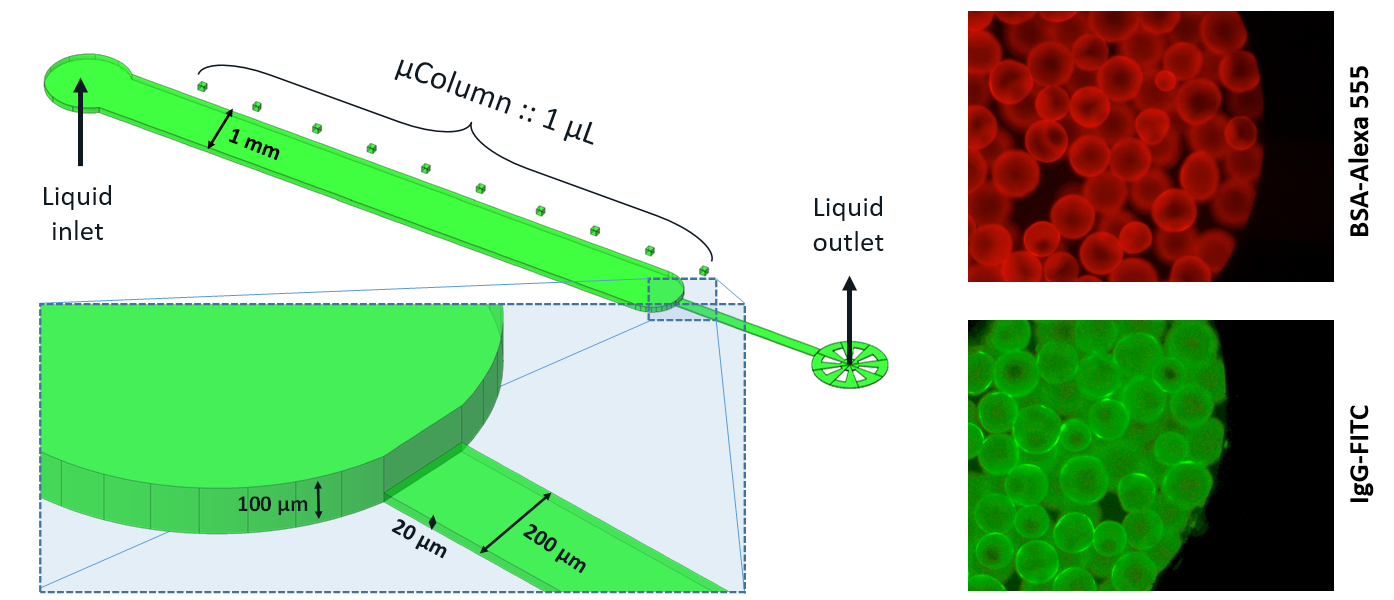 µColumn :: 1 µL
1 mm
Liquid
inlet
Liquid
outlet
100 µm
20 µm
200 µm
BSA-Alexa 555
IgG-FITC